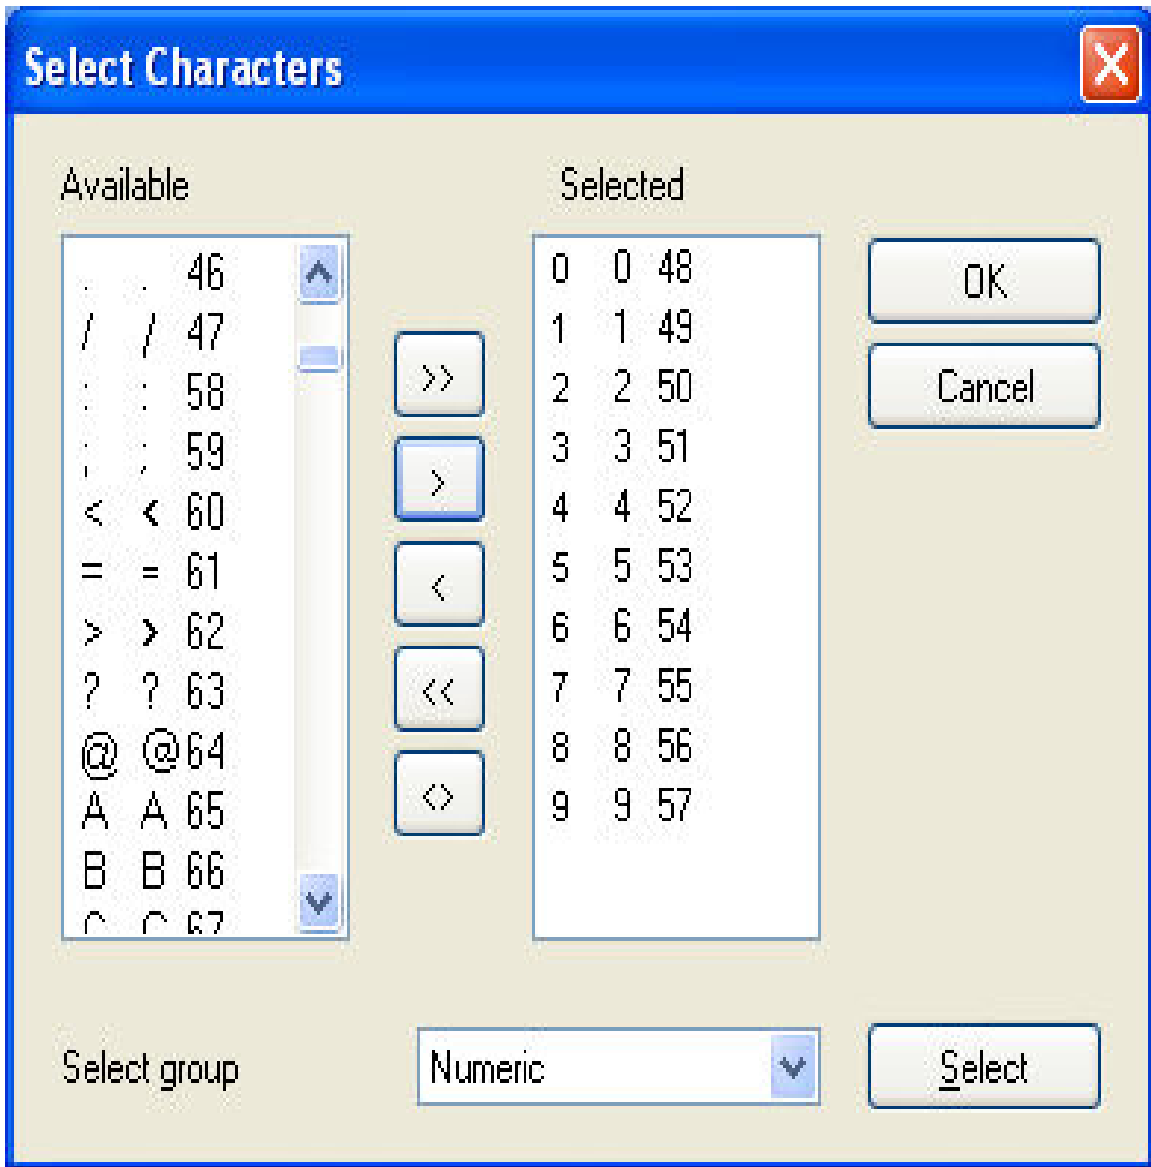 Select Characters
Available
. . 46
/ / 47
: : 58
; ; 59
< < 60
= = 61
> > 62
? ? 63
@ @ 64
A A 65
B B 66
C C 67
>>
>
<
<<
<>
Selected
0 0 48
1 1 49
2 2 50
3 3 51
4 4 52
5 5 53
6 6 54
7 7 55
8 8 56
9 9 57
OK
Cancel
Select group
Numeric
Select